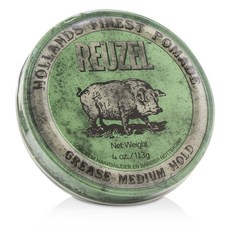 HOLLANDS FINEST POMADE
REUZEL
Net Weight
4 oz./113g
GREASE MEDIUM HOLD